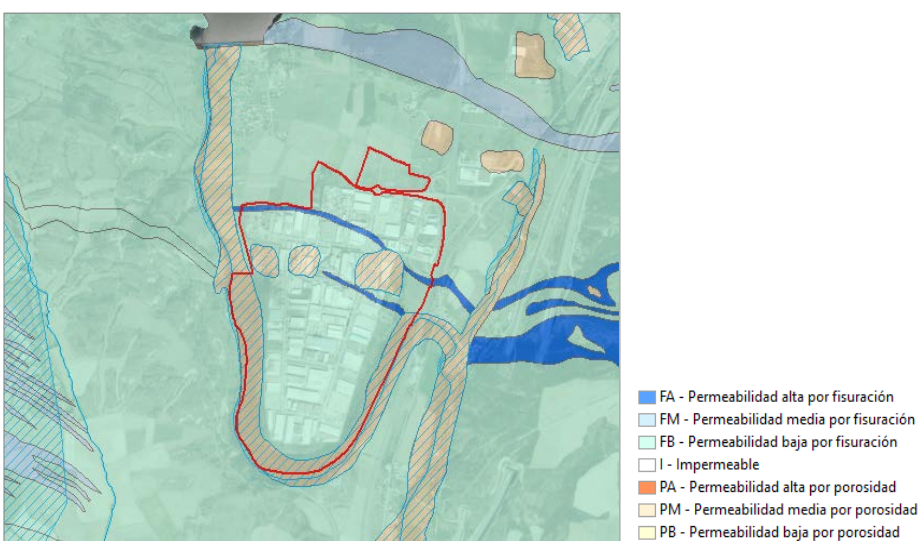 FA - Permeabilidad alta por fisuración
FM - Permeabilidad media por fisuración
FB - Permeabilidad baja por fisuración
I - Impermeable
PA - Permeabilidad alta por porosidad
PM - Permeabilidad media por porosidad
PB - Permeabilidad baja por porosidad